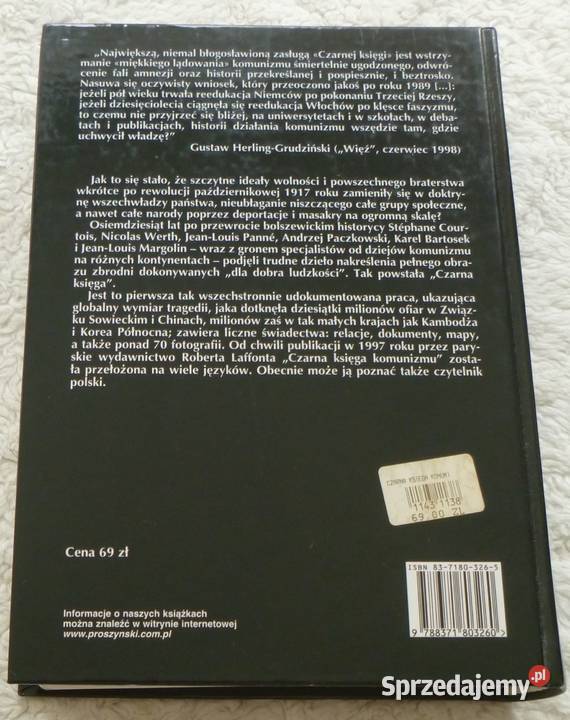 „Największą, niemal błogosławioną zasługą «Czarnej księgi» jest wstrzy-
manie «miękkiego lądowania» komunizmu śmiertelnie ugodzonego, odwró-
cenie fali amnezji oraz historii przekreślanej i pospiesznie, i beztrosko.
Nasuwa się oczywisty wniosek, który przeoczono jakoś po roku 1989 [...]:
jeżeli pół wieku trwała reedukacja Niemców po pokonaniu Trzeciej Rzeszy,
jeżeli dziesięciolecia ciągnęła się reedukacja Włochów po klęsce faszyzmu,
to czemu nie przyjrzeć się bliżej, na uniwersytetach i w szkołach, w deba-
tach i publikacjach, historii działania komunizmu wszędzie tam, gdzie
uchwycił władzę?”
Gustaw Herling-Grudziński („Więź”, czerwiec 1998)
Jak to się stało, że szczytne ideały wolności i powszechnego braterstwa
wkrótce po rewolucji październikowej 1917 roku zamieniły się w doktry-
nę wszechwładzy państwa, nieubłaganie niszczącego całe grupy społeczne,
a nawet całe narody poprzez deportacje i masakry na ogromną skalę?
Osiemdziesiąt lat po przewrocie bolszewickim historycy Stéphane Cour-
tois, Nicolas Werth, Jean-Louis Panné, Andrzej Paczkowski, Karel Bartosek
i Jean-Louis Margolin – wraz z gronem specjalistów od dziejów komunizmu
na różnych kontynentach – podjęli trudne dzieło nakreślenia pełnego obra-
zu zbrodni dokonywanych „dla dobra ludzkości”. Tak powstała „Czarna
księga”.
Jest to pierwsza tak wszechstronnie udokumentowana praca, ukazująca
globalny wymiar tragedii, jaka dotknęła dziesiątki milionów ofiar w Związ-
ku Sowieckim i Chinach, milionów zaś w tak małych krajach jak Kambodża
i Korea Północna; zawiera liczne świadectwa: relacje, dokumenty, mapy,
a także ponad 70 fotografii. Od chwili publikacji w 1997 roku przez pary-
skie wydawnictwo Roberta Laffonta „Czarna księga komunizmu” zosta-
ła przełożona na wiele języków. Obecnie może ją poznać także czytelnik
polski.
CZARNA KSIĘGA KOMUNI
1143 1138
69.00 ZŁ
Cena 69 zł
ISBN 83-7180-326-5
9 788371 803260
Informacje o naszych książkach
można znaleźć w witrynie internetowej
www.proszynski.com.pl
Sprzedajemy.pl